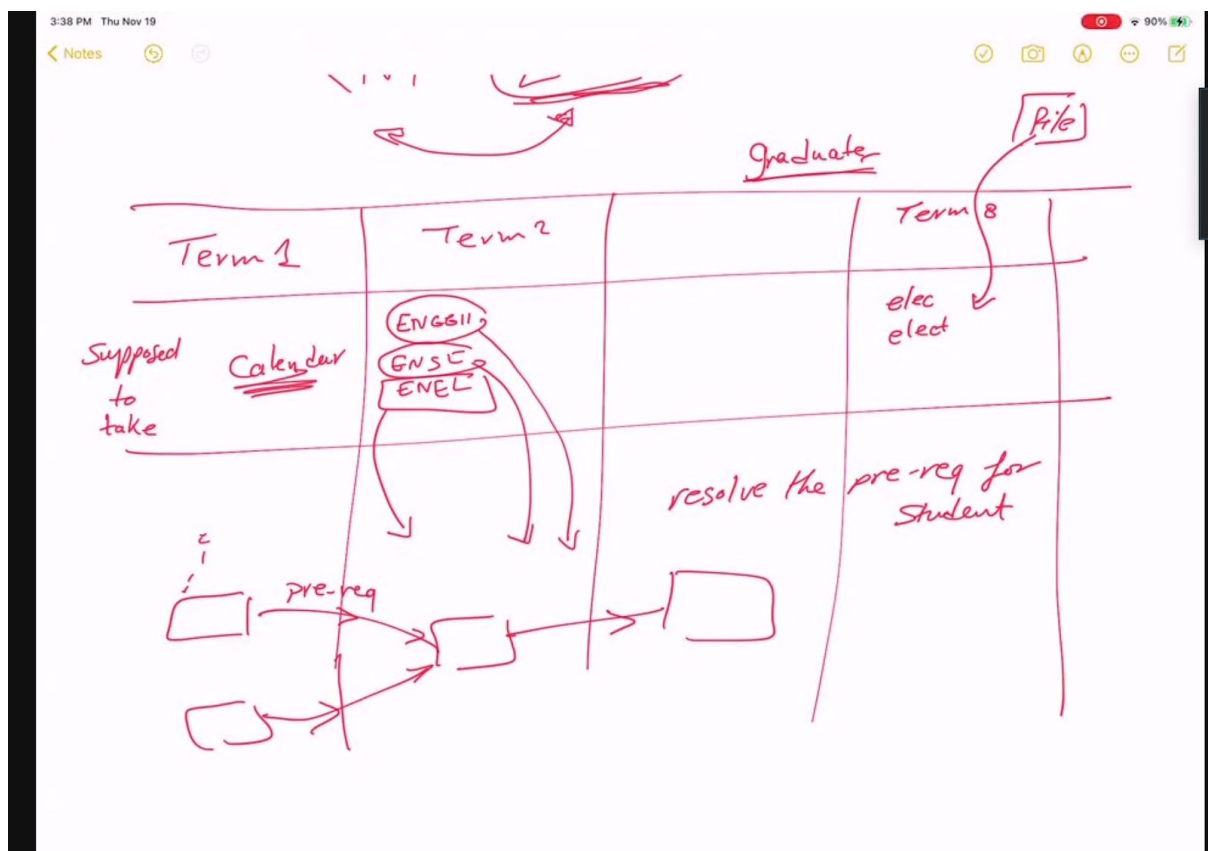 3:38 PM Thu Nov 19
90%
Notes
File
graduate
Term 1
Term 2
Term 8
Supposed
to
take
Calendar
ENGG11
ENSE
ENEL
elec
elect
resolve the pre-req for
Student
pre-req